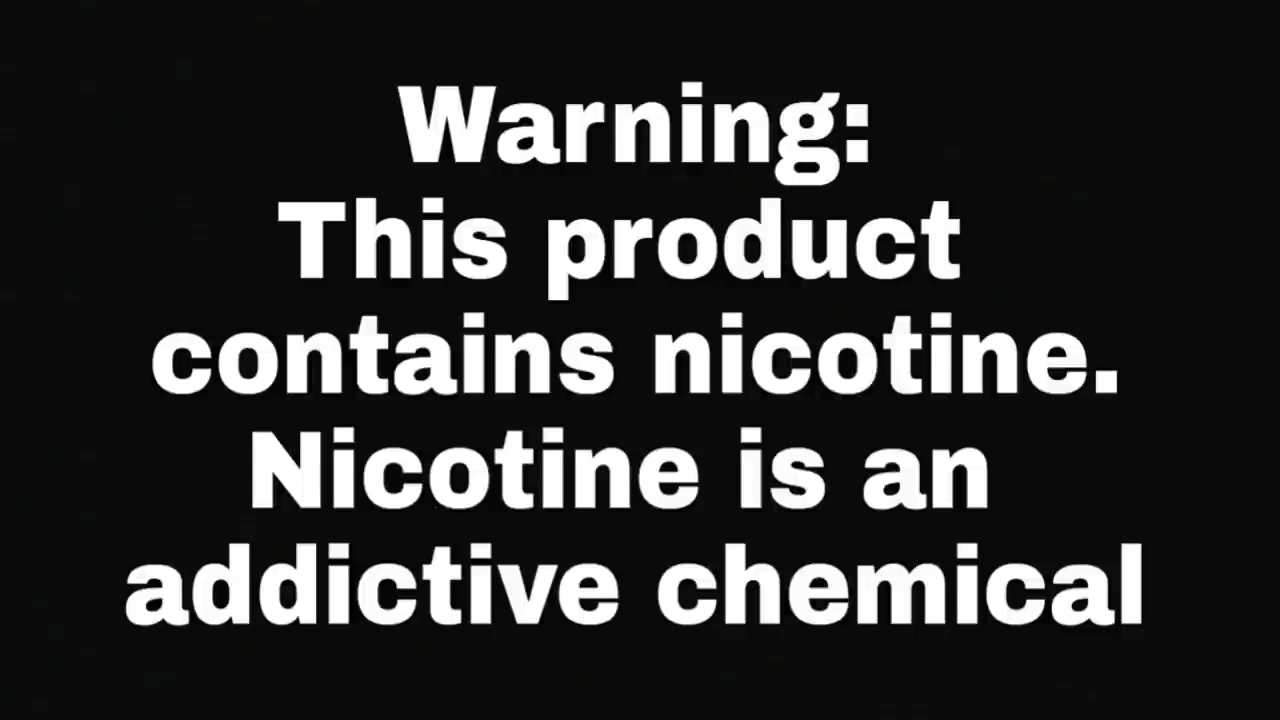 Warning:
This product
contains nicotine.
Nicotine is an
addictive chemical